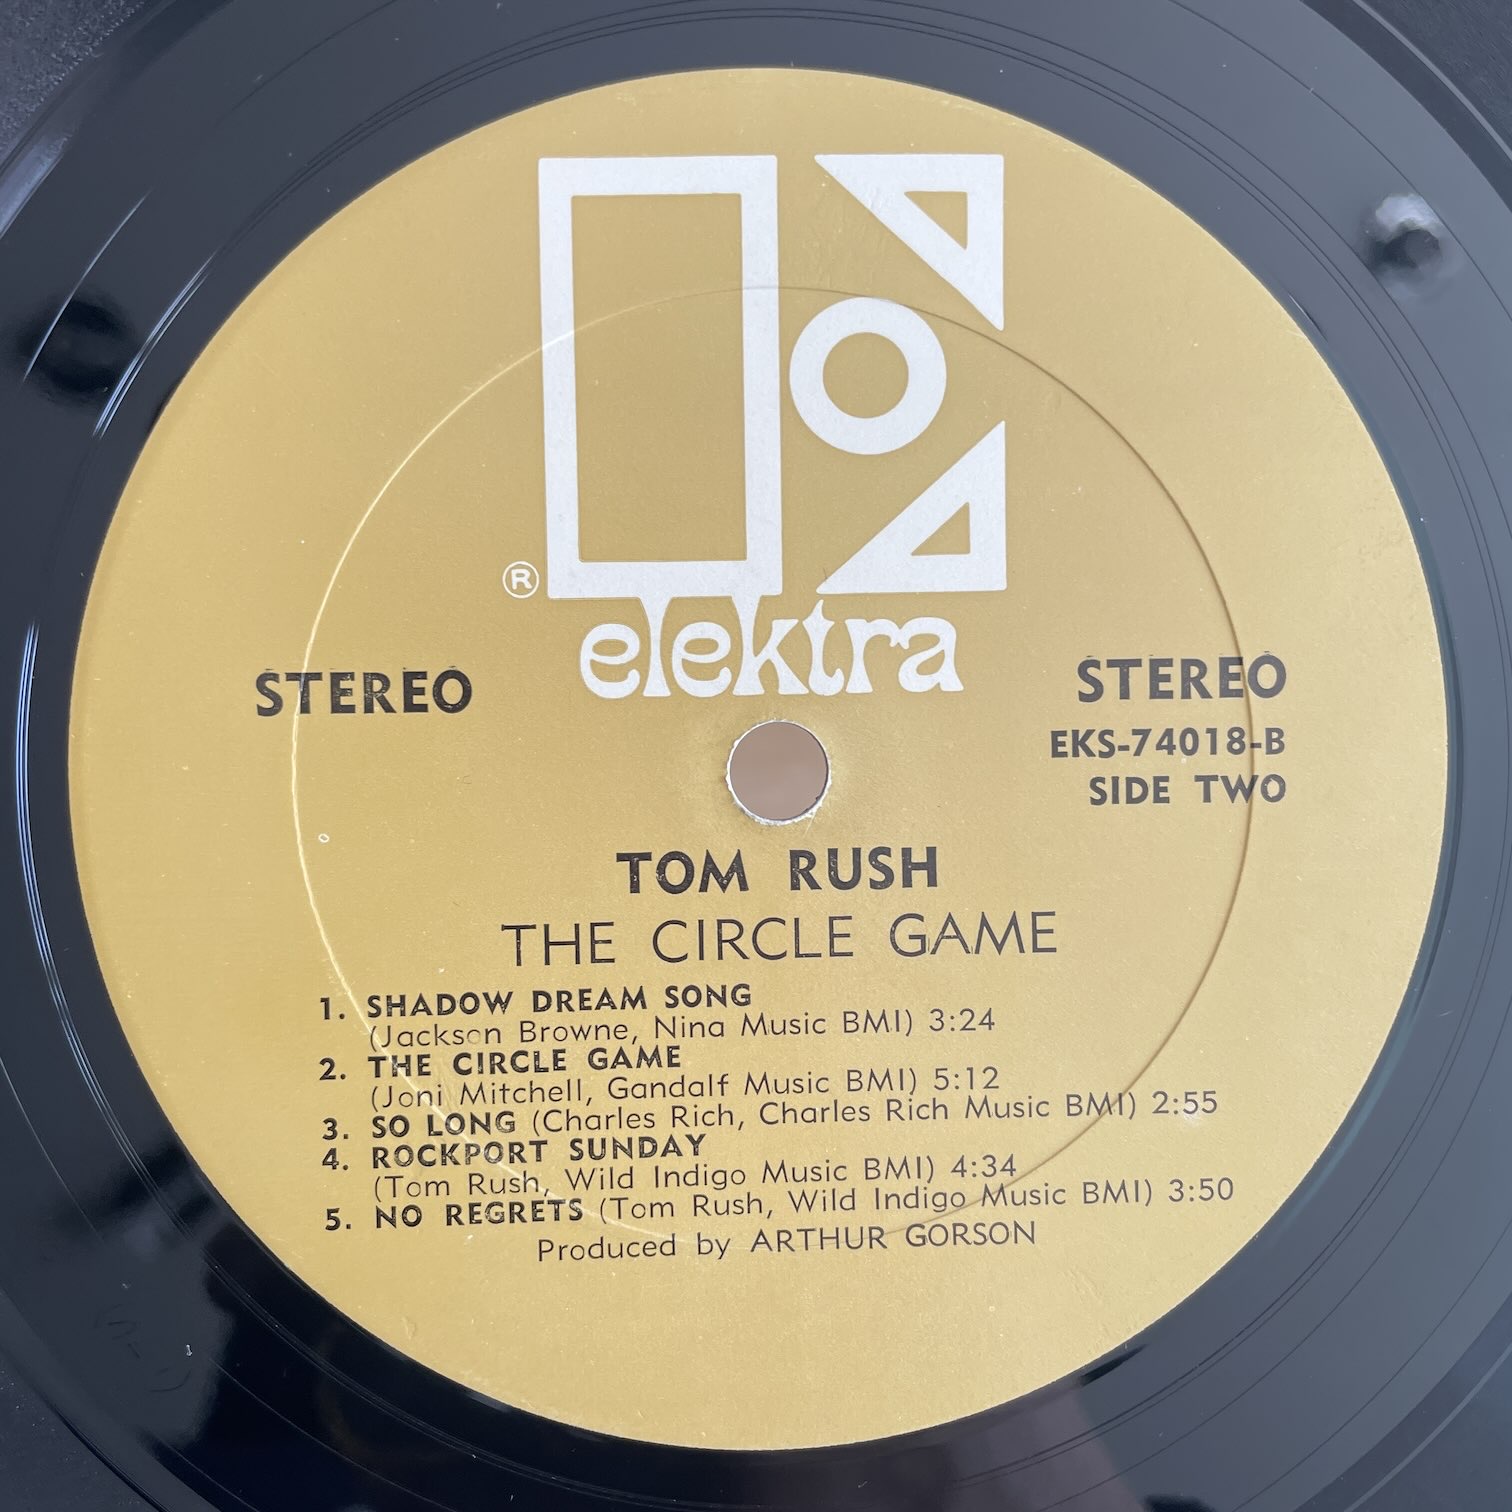 ®
elektra
STEREO
STEREO
EKS-74018-B
SIDE TWO
TOM RUSH
THE CIRCLE GAME
1. SHADOW DREAM SONG
(Jackson Browne, Nina Music BMI) 3:24
2. THE CIRCLE GAME
(Joni Mitchell, Gandalf Music BMI) 5:12
3. SO LONG (Charles Rich, Charles Rich Music BMI) 2:55
4. ROCKPORT SUNDAY
(Tom Rush, Wild Indigo Music BMI) 4:34
5. NO REGRETS (Tom Rush, Wild Indigo Music BMI) 3:50
Produced by ARTHUR GORSON